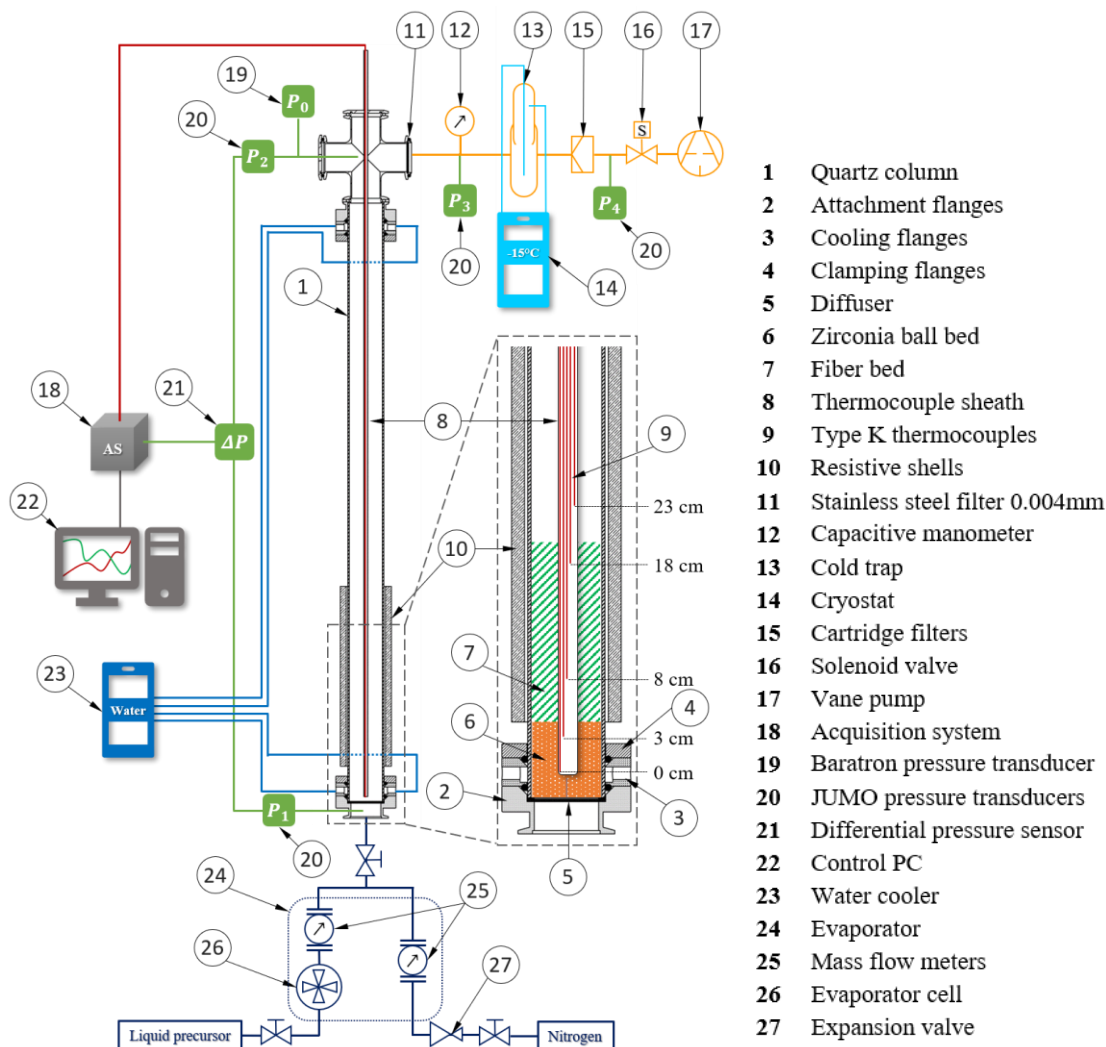 11
12
13
15
16
17
19
P₀
S
20
P₂
P₃
P₄
20
20
-15°C
14
1
18
21
8
AS
ΔP
9
22
23 cm
10
18 cm
7
23
8 cm
Water
6
4
3 cm
0 cm
2
P₁
3
20
5
24
25
26
27
Liquid precursor
Nitrogen
1 Quartz column
2 Attachment flanges
3 Cooling flanges
4 Clamping flanges
5 Diffuser
6 Zirconia ball bed
7 Fiber bed
8 Thermocouple sheath
9 Type K thermocouples
10 Resistive shells
11 Stainless steel filter 0.004mm
12 Capacitive manometer
13 Cold trap
14 Cryostat
15 Cartridge filters
16 Solenoid valve
17 Vane pump
18 Acquisition system
19 Baratron pressure transducer
20 JUMO pressure transducers
21 Differential pressure sensor
22 Control PC
23 Water cooler
24 Evaporator
25 Mass flow meters
26 Evaporator cell
27 Expansion valve